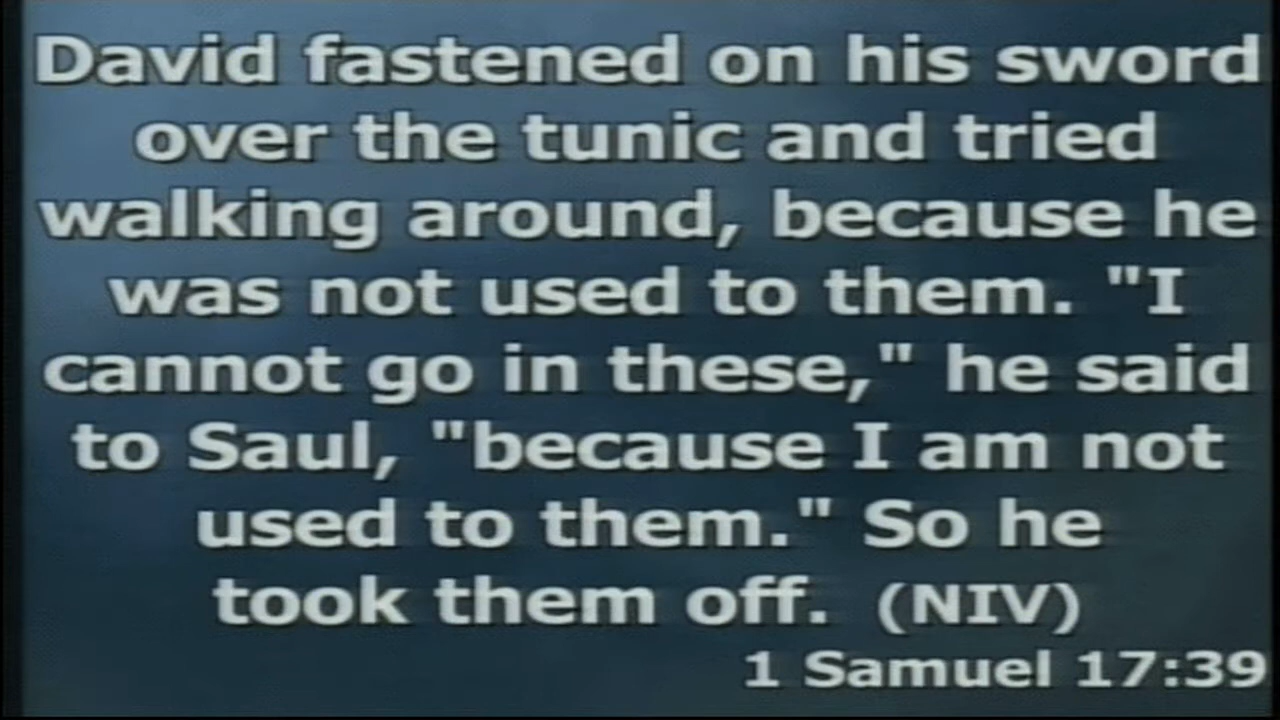 David fastened on his sword
over the tunic and tried
walking around, because he
was not used to them. "I
cannot go in these," he said
to Saul, "because I am not
used to them." So he
took them off. (NIV)
1 Samuel 17:39